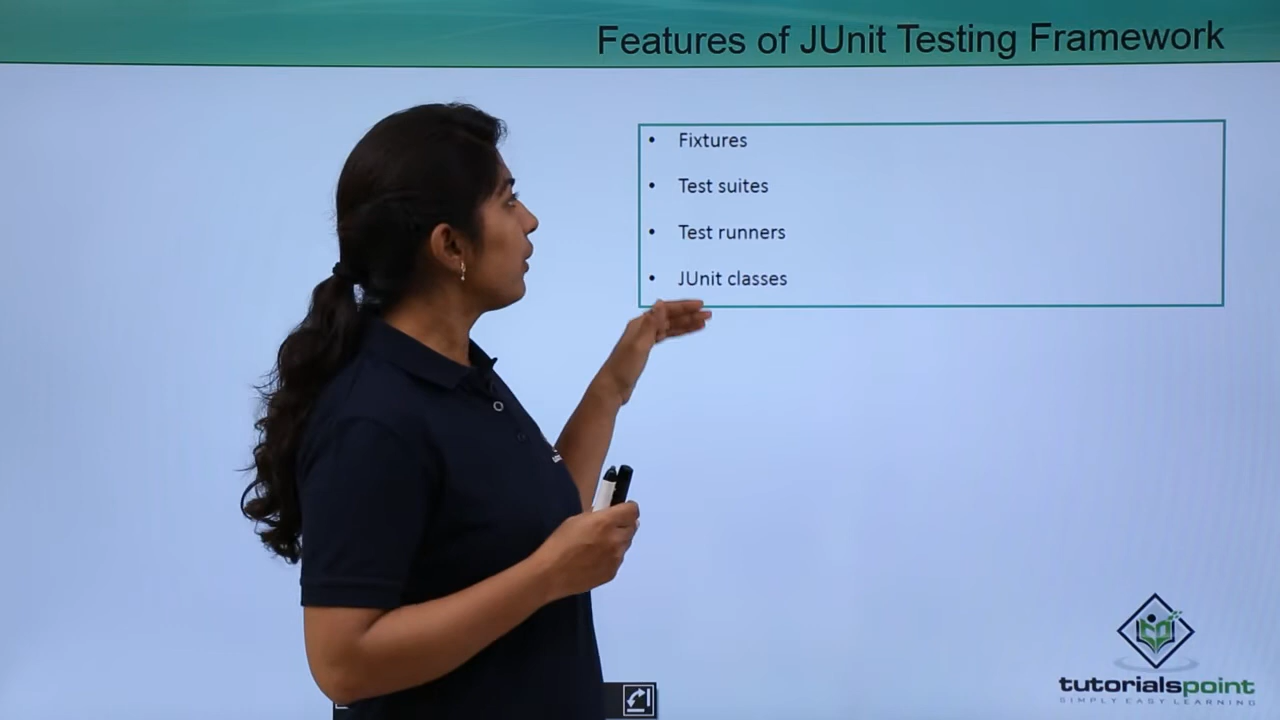 Features of JUnit Testing Framework
• Fixtures
• Test suites
• Test runners
• JUnit classes
tutorialspoint
SIMPLY EASY LEARNING